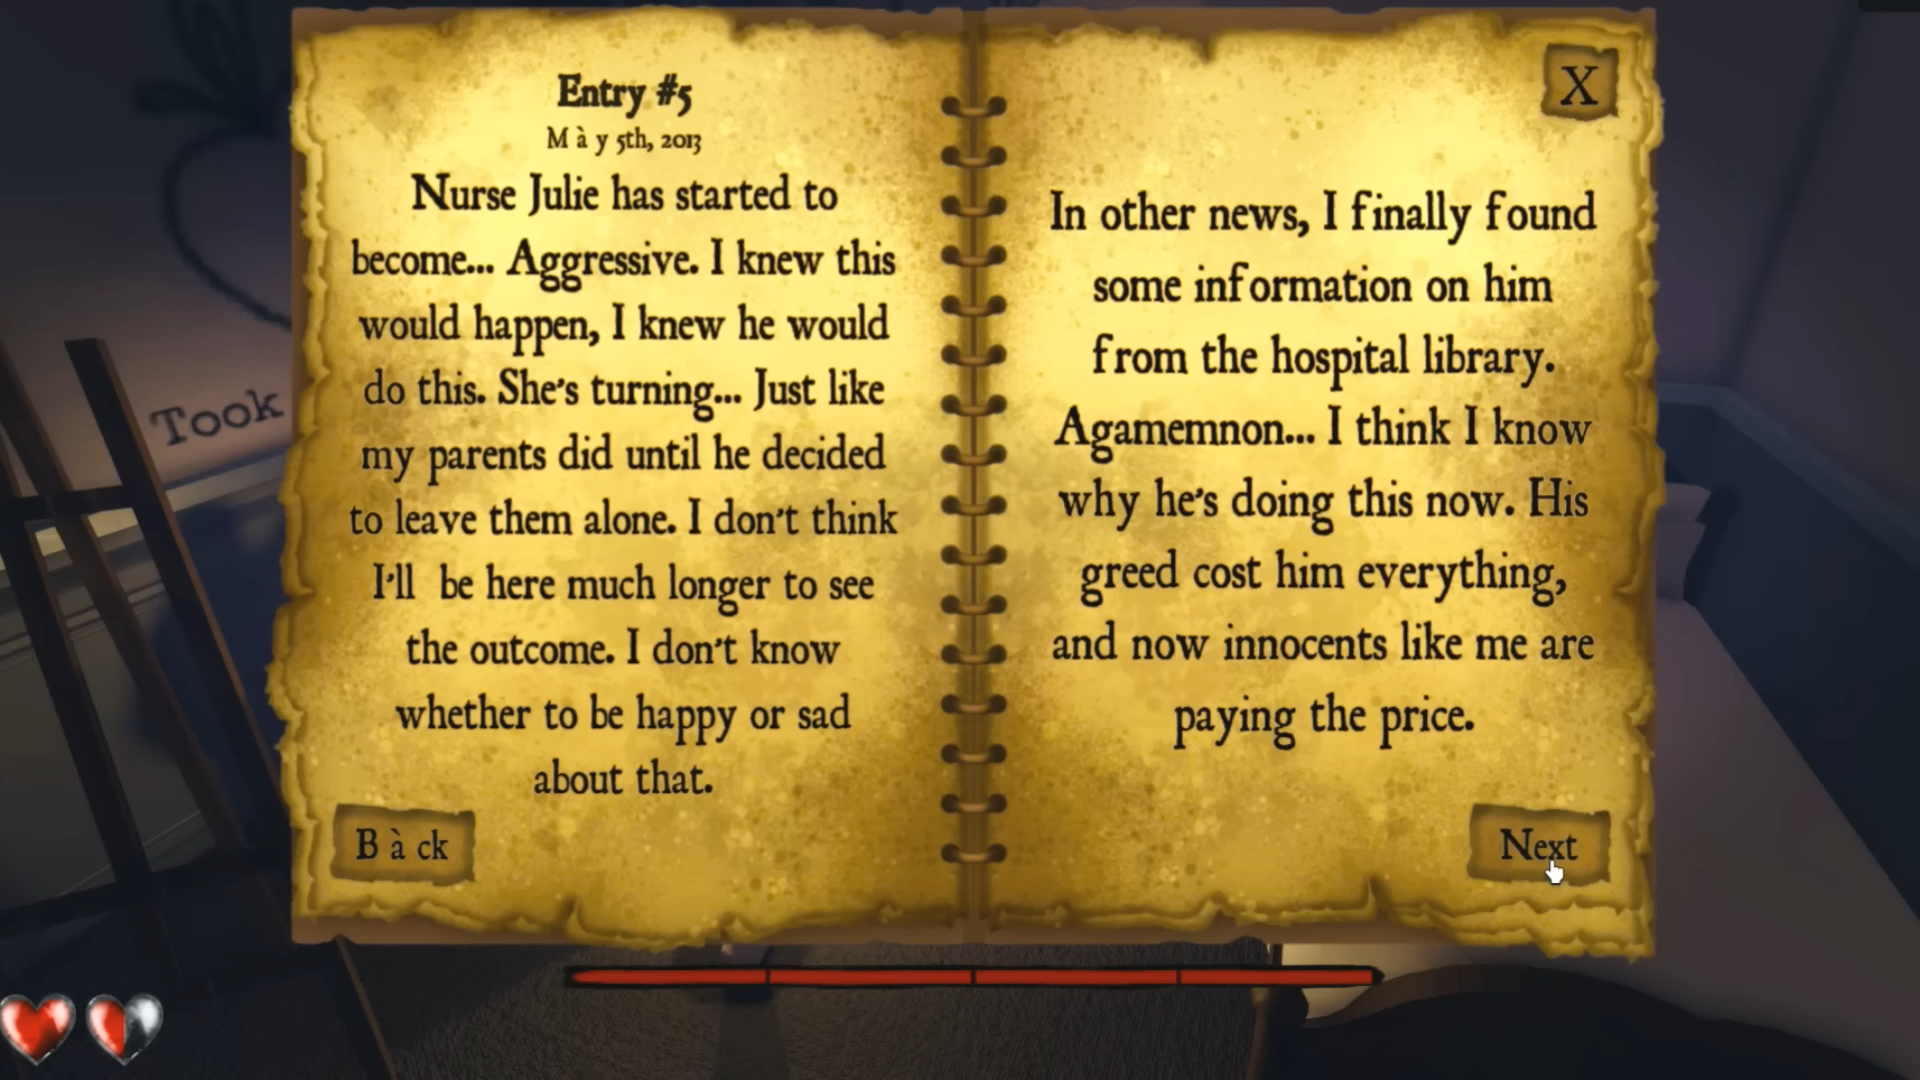 Entry #5
M à y 5th, 2013
Nurse Julie has started to
become... Aggressive. I knew this
would happen, I knew he would
do this. She's turning... Just like
my parents did until he decided
to leave them alone. I don't think
I'll  be here much longer to see
the outcome. I don't know
whether to be happy or sad
about that.
B à ck
X
In other news, I finally found
some information on him
from the hospital library.
Agamemnon... I think I know
why he's doing this now. His
greed cost him everything,
and now innocents like me are
paying the price.
Next
Took